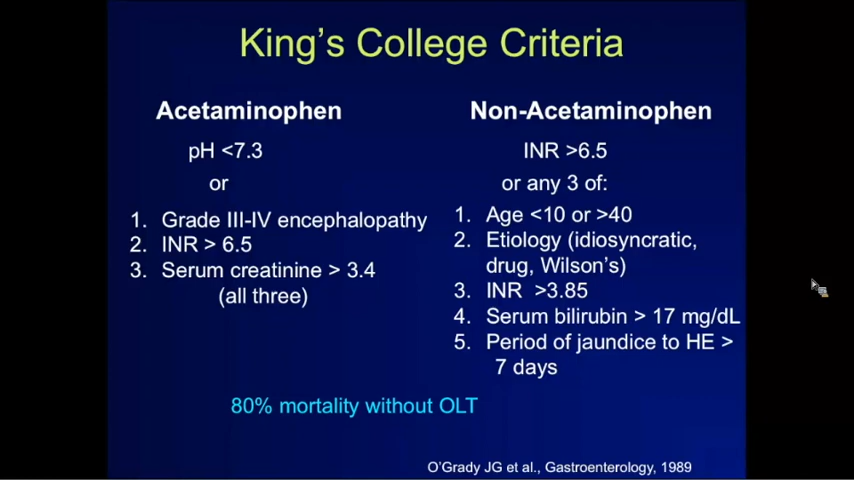 King's College Criteria
Acetaminophen
pH <7.3
or
1. Grade III-IV encephalopathy
2. INR > 6.5
3. Serum creatinine > 3.4
(all three)
Non-Acetaminophen
INR >6.5
or any 3 of:
1. Age <10 or >40
2. Etiology (idiosyncratic,
drug, Wilson's)
3. INR >3.85
4. Serum bilirubin > 17 mg/dL
5. Period of jaundice to HE >
7 days
80% mortality without OLT
O'Grady JG et al., Gastroenterology, 1989